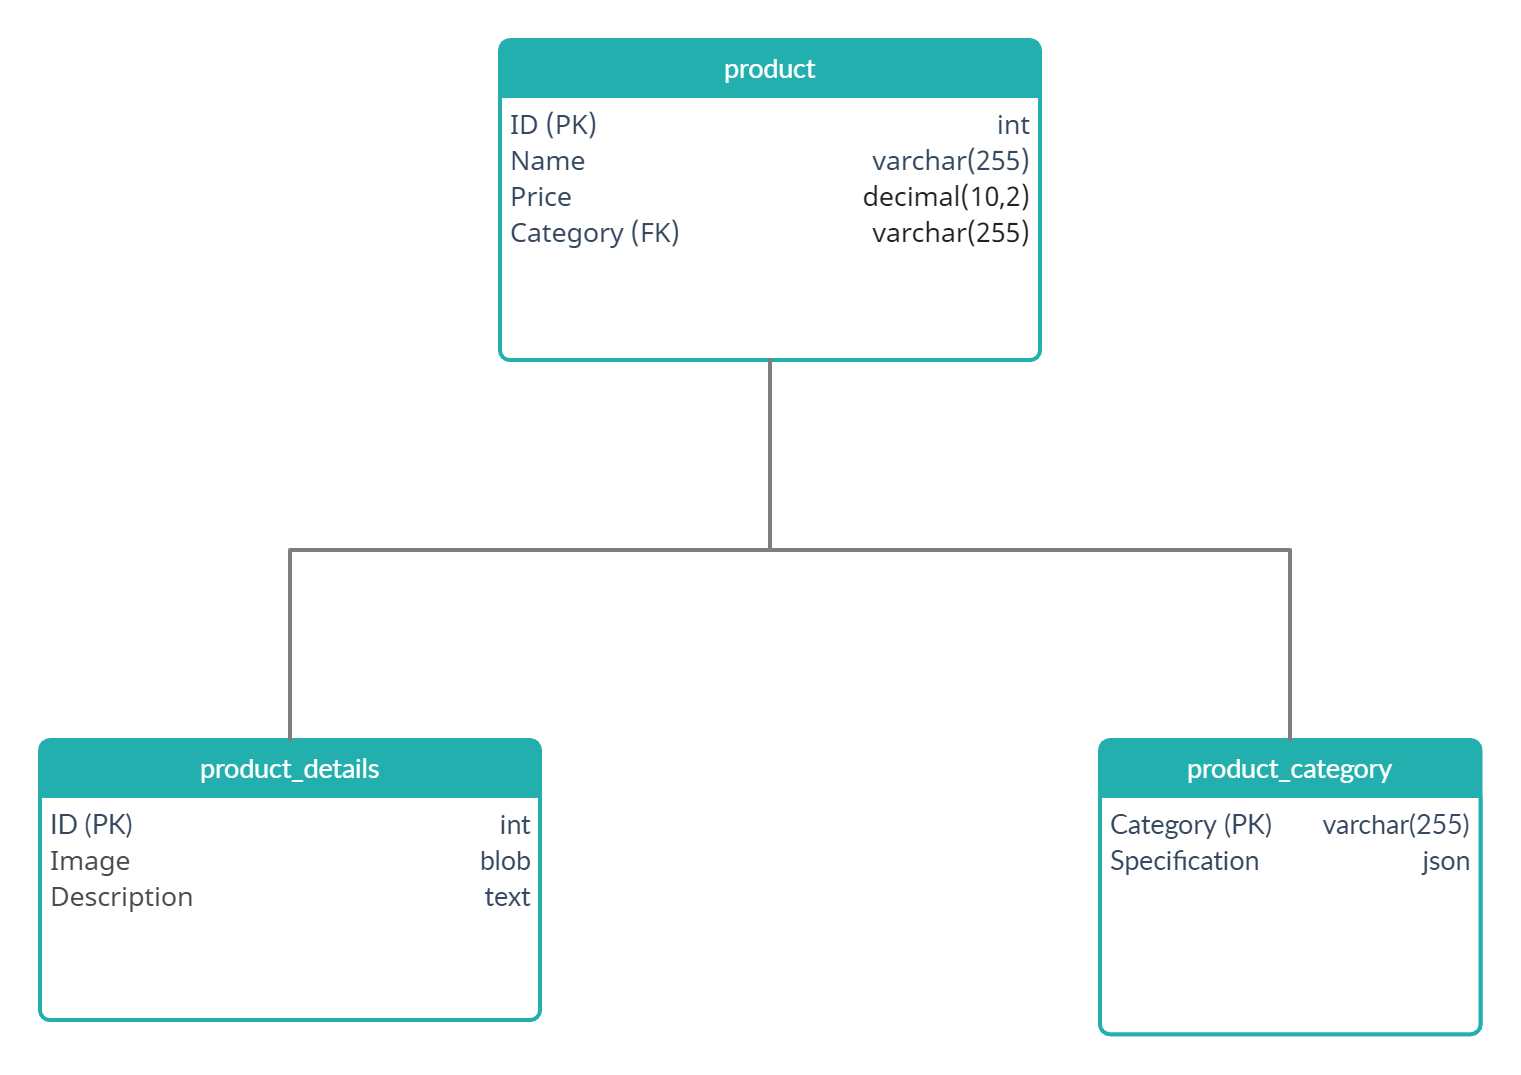 product
ID (PK) int
Name varchar(255)
Price decimal(10,2)
Category (FK) varchar(255)
product_details
ID (PK) int
Image blob
Description text
product_category
Category (PK) varchar(255)
Specification json